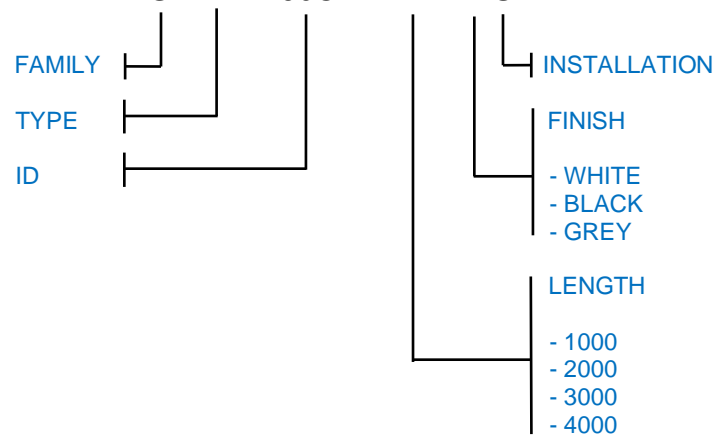 FAMILY
INSTALLATION
TYPE
FINISH
ID
- WHITE
- BLACK
- GREY
LENGTH
- 1000
- 2000
- 3000
- 4000